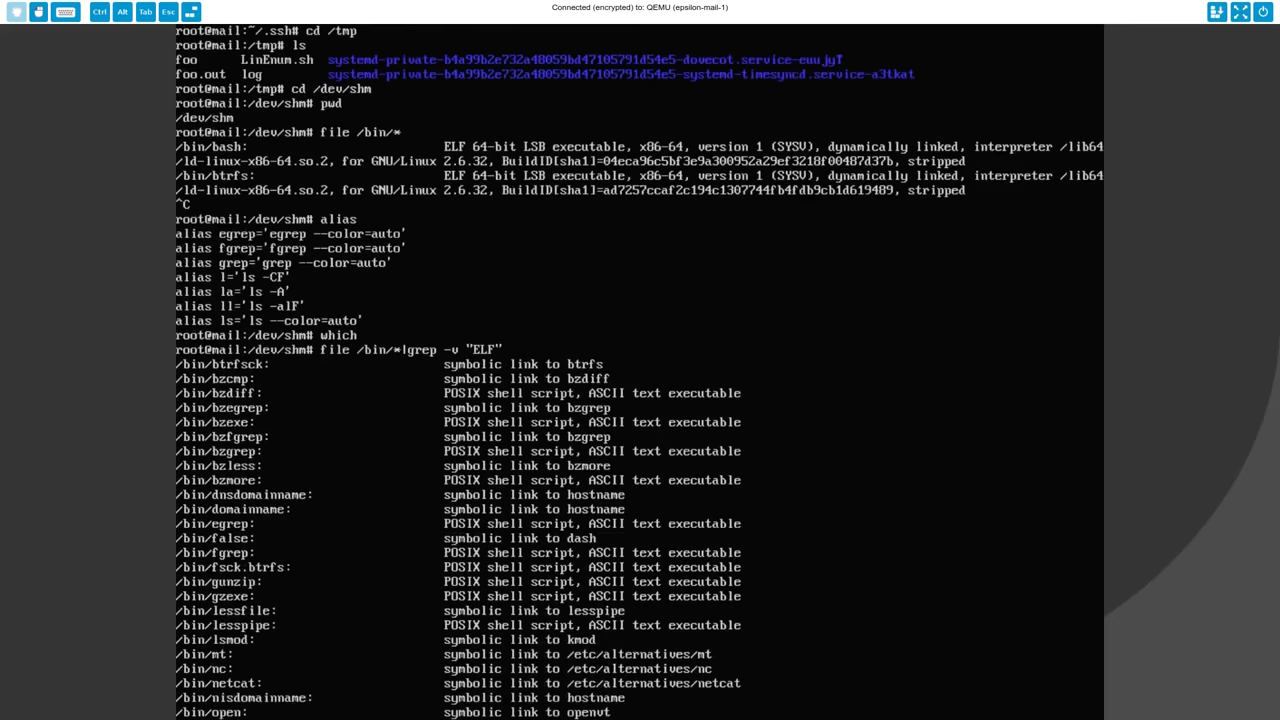 Connected (encrypted) to: QEMU (epsilon-mail-1)
Ctrl Alt Tab Esc
root@mail:~/.ssh# cd /tmp
root@mail:/tmp# ls
foo LinEnum.sh systemd-private-b4a99b2e732a48059bd47105791d54e5-dovecot.service-euujyT
foo.out log systemd-private-b4a99b2e732a48059bd47105791d54e5-systemd-timesyncd.service-a3tkat
root@mail:/tmp# cd /dev/shm
root@mail:/dev/shm# pwd
/dev/shm
root@mail:/dev/shm# file /bin/*
/bin/bash: ELF 64-bit LSB executable, x86-64, version 1 (SYSV), dynamically linked, interpreter /lib64
/ld-linux-x86-64.so.2, for GNU/Linux 2.6.32, BuildID[sha1]=04eca96c5bf3e9a300952a29ef3218f00487d37b, stripped
/bin/btrfs: ELF 64-bit LSB executable, x86-64, version 1 (SYSV), dynamically linked, interpreter /lib64
/ld-linux-x86-64.so.2, for GNU/Linux 2.6.32, BuildID[sha1]=ad7257ccaf2c194c1307744fb4fdb9cb1d619489, stripped
^C
root@mail:/dev/shm# alias
alias egrep='egrep --color=auto'
alias fgrep='fgrep --color=auto'
alias grep='grep --color=auto'
alias l='ls -CF'
alias la='ls -A'
alias ll='ls -alF'
alias ls='ls --color=auto'
root@mail:/dev/shm# which
root@mail:/dev/shm# file /bin/*|grep -v "ELF"
/bin/btrfsck: symbolic link to btrfs
/bin/bzcmp: symbolic link to bzdiff
/bin/bzdiff: POSIX shell script, ASCII text executable
/bin/bzegrep: symbolic link to bzgrep
/bin/bzexe: POSIX shell script, ASCII text executable
/bin/bzfgrep: symbolic link to bzgrep
/bin/bzgrep: POSIX shell script, ASCII text executable
/bin/bzless: symbolic link to bzmore
/bin/bzmore: POSIX shell script, ASCII text executable
/bin/dnsdomainname: symbolic link to hostname
/bin/domainname: symbolic link to hostname
/bin/egrep: POSIX shell script, ASCII text executable
/bin/false: symbolic link to dash
/bin/fgrep: POSIX shell script, ASCII text executable
/bin/fsck.btrfs: POSIX shell script, ASCII text executable
/bin/gunzip: POSIX shell script, ASCII text executable
/bin/gzexe: POSIX shell script, ASCII text executable
/bin/lessfile: symbolic link to lesspipe
/bin/lesspipe: POSIX shell script, ASCII text executable
/bin/lsmod: symbolic link to kmod
/bin/mt: symbolic link to /etc/alternatives/mt
/bin/nc: symbolic link to /etc/alternatives/nc
/bin/netcat: symbolic link to /etc/alternatives/netcat
/bin/nisdomainname: symbolic link to hostname
/bin/open: symbolic link to openvt